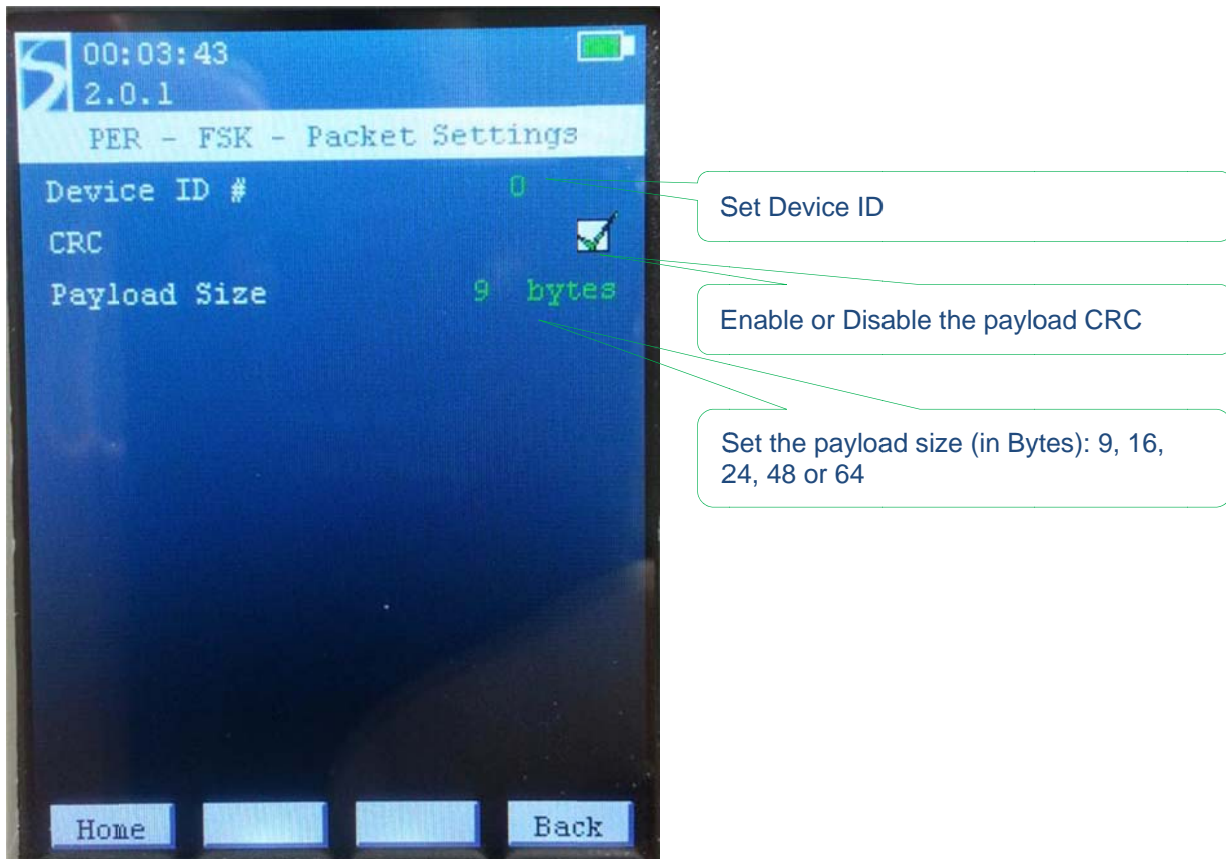 00:03:43
2.0.1
PER - FSK - Packet Settings
Device ID # 0
CRC
Payload Size 9 bytes
Home Back
Set Device ID
Enable or Disable the payload CRC
Set the payload size (in Bytes): 9, 16,
24, 48 or 64